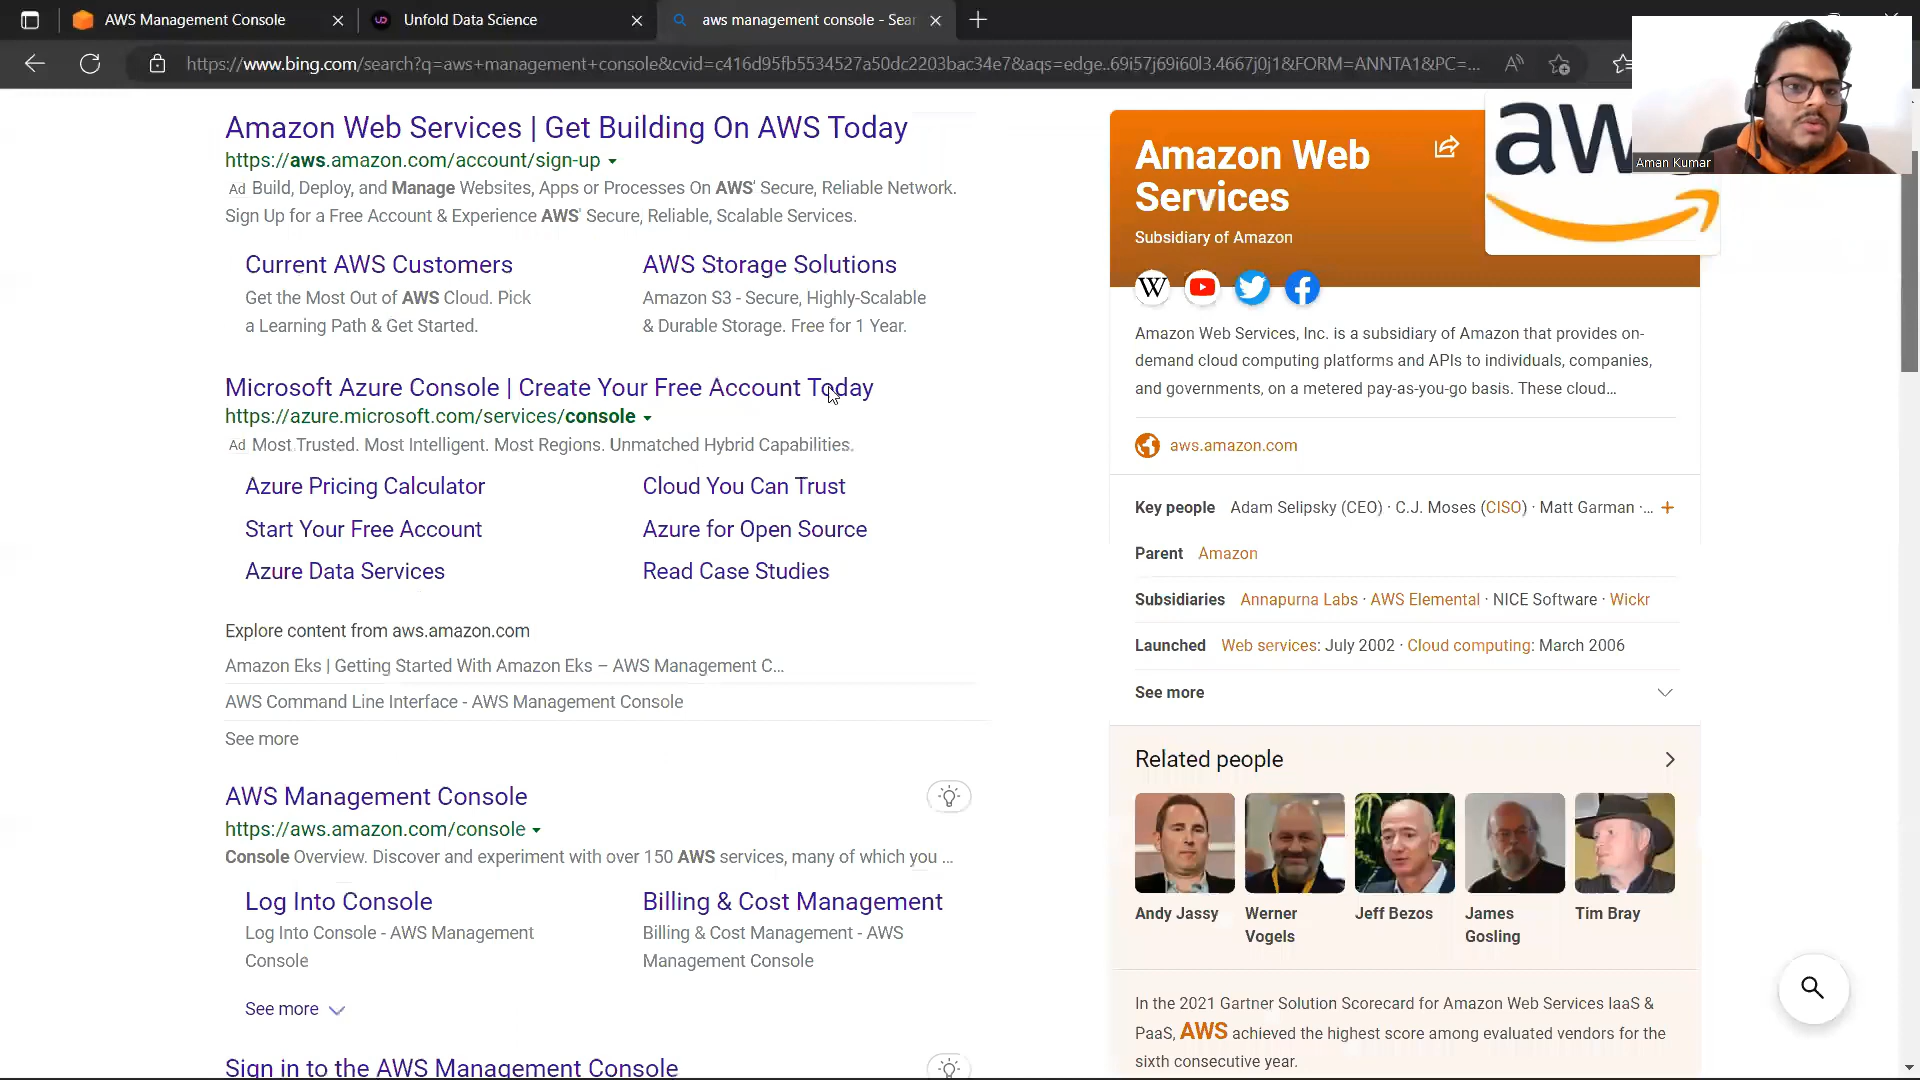 AWS Management Console
Unfold Data Science
aws management console - Sear
https://www.bing.com/search?q=aws+management+console&cvid=c416d95fb5534527a50dc2203bac34e7&aqs=edge..69i57j69i60l3.4667j0j1&FORM=ANNTA1&PC=...
Aman Kumar
Amazon Web Services | Get Building On AWS Today
https://aws.amazon.com/account/sign-up
Ad Build, Deploy, and Manage Websites, Apps or Processes On AWS' Secure, Reliable Network.
Sign Up for a Free Account & Experience AWS' Secure, Reliable, Scalable Services.
Current AWS Customers
Get the Most Out of AWS Cloud. Pick
a Learning Path & Get Started.
AWS Storage Solutions
Amazon S3 - Secure, Highly-Scalable
& Durable Storage. Free for 1 Year.
Microsoft Azure Console | Create Your Free Account Today
https://azure.microsoft.com/services/console
Ad Most Trusted. Most Intelligent. Most Regions. Unmatched Hybrid Capabilities.
Azure Pricing Calculator
Cloud You Can Trust
Start Your Free Account
Azure for Open Source
Azure Data Services
Read Case Studies
Explore content from aws.amazon.com
Amazon Eks | Getting Started With Amazon Eks – AWS Management C...
AWS Command Line Interface - AWS Management Console
See more
AWS Management Console
https://aws.amazon.com/console
Console Overview. Discover and experiment with over 150 AWS services, many of which you ...
Log Into Console
Log Into Console - AWS Management
Console
Billing & Cost Management
Billing & Cost Management - AWS
Management Console
See more
Sign in to the AWS Management Console
Amazon Web
Services
Subsidiary of Amazon
aw
W
Amazon Web Services, Inc. is a subsidiary of Amazon that provides on-
demand cloud computing platforms and APIs to individuals, companies,
and governments, on a metered pay-as-you-go basis. These cloud...
aws.amazon.com
Key people Adam Selipsky (CEO) · C.J. Moses (CISO) · Matt Garman ·... +
Parent Amazon
Subsidiaries Annapurna Labs · AWS Elemental · NICE Software · Wickr
Launched Web services: July 2002 · Cloud computing: March 2006
See more
Related people
Andy Jassy
Werner
Vogels
Jeff Bezos
James
Gosling
Tim Bray
In the 2021 Gartner Solution Scorecard for Amazon Web Services IaaS &
PaaS, AWS achieved the highest score among evaluated vendors for the
sixth consecutive year.